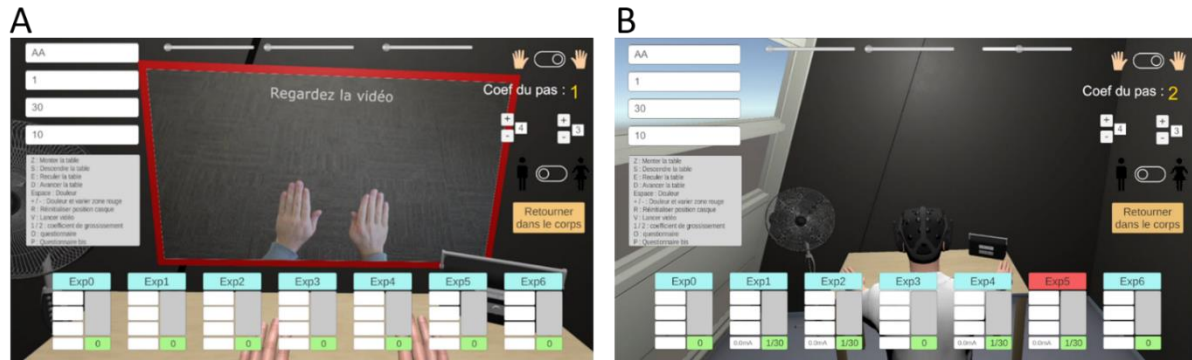 A
AA
1
30
10
Regardez la vidéo
Coef du pas : 1
+
-
4
+
-
3
Z : Monter la table
S : Descendre la table
E : Reculer la table
D : Avancer la table
Espace : Douleur
+ / - : Douleur et varier zone rouge
R : Réinitialiser position casque
V : Lancer vidéo
1 / 2 : coefficient de grossissement
O : questionnaire
P : Questionnaire bis
Retourner
dans le corps
Exp0 Exp1 Exp2 Exp3 Exp4 Exp5 Exp6
0 0 0 0 0 0 0
B
AA
1
30
10
Coef du pas : 2
+
-
4
+
-
3
Z : Monter la table
S : Descendre la table
E : Reculer la table
D : Avancer la table
Espace : Douleur
+ / - : Douleur et varier zone rouge
R : Réinitialiser position casque
V : Lancer vidéo
1 / 2 : coefficient de grossissement
O : questionnaire
P : Questionnaire bis
Retourner
dans le corps
Exp0 Exp1 Exp2 Exp3 Exp4 Exp5 Exp6
0 0.0mA 1/30 0.0mA 1/30 0 0.0mA 1/30 0.0mA 1/30 0